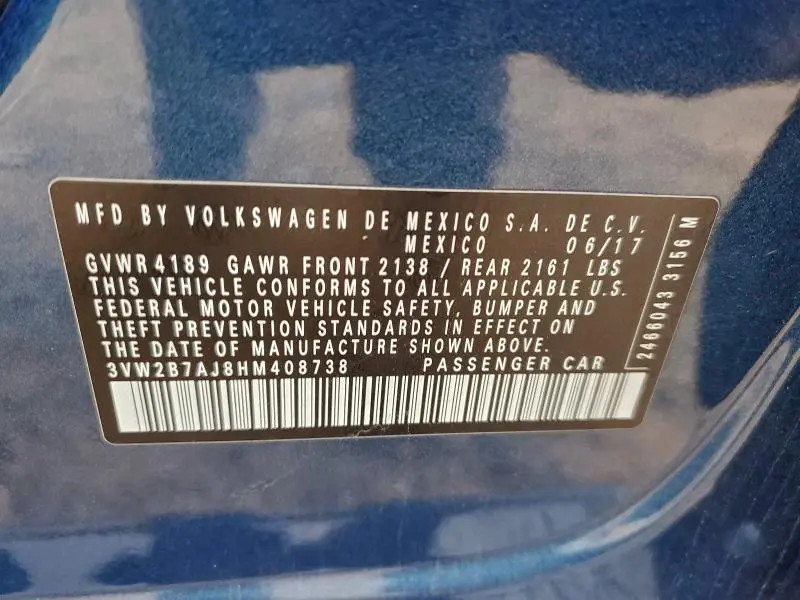 MFD BY VOLKSWAGEN DE MEXICO S.A. DE C.V.
MEXICO 06/17
GVWR 4189 GAWR FRONT 2138 / REAR 2161 LBS
THIS VEHICLE CONFORMS TO ALL APPLICABLE U.S.
FEDERAL MOTOR VEHICLE SAFETY, BUMPER AND
THEFT PREVENTION STANDARDS IN EFFECT ON
THE DATE OF MANUFACTURE SHOWN ABOVE.
3VW2B7AJ8HM408738 PASSENGER CAR
2466043 3156 M